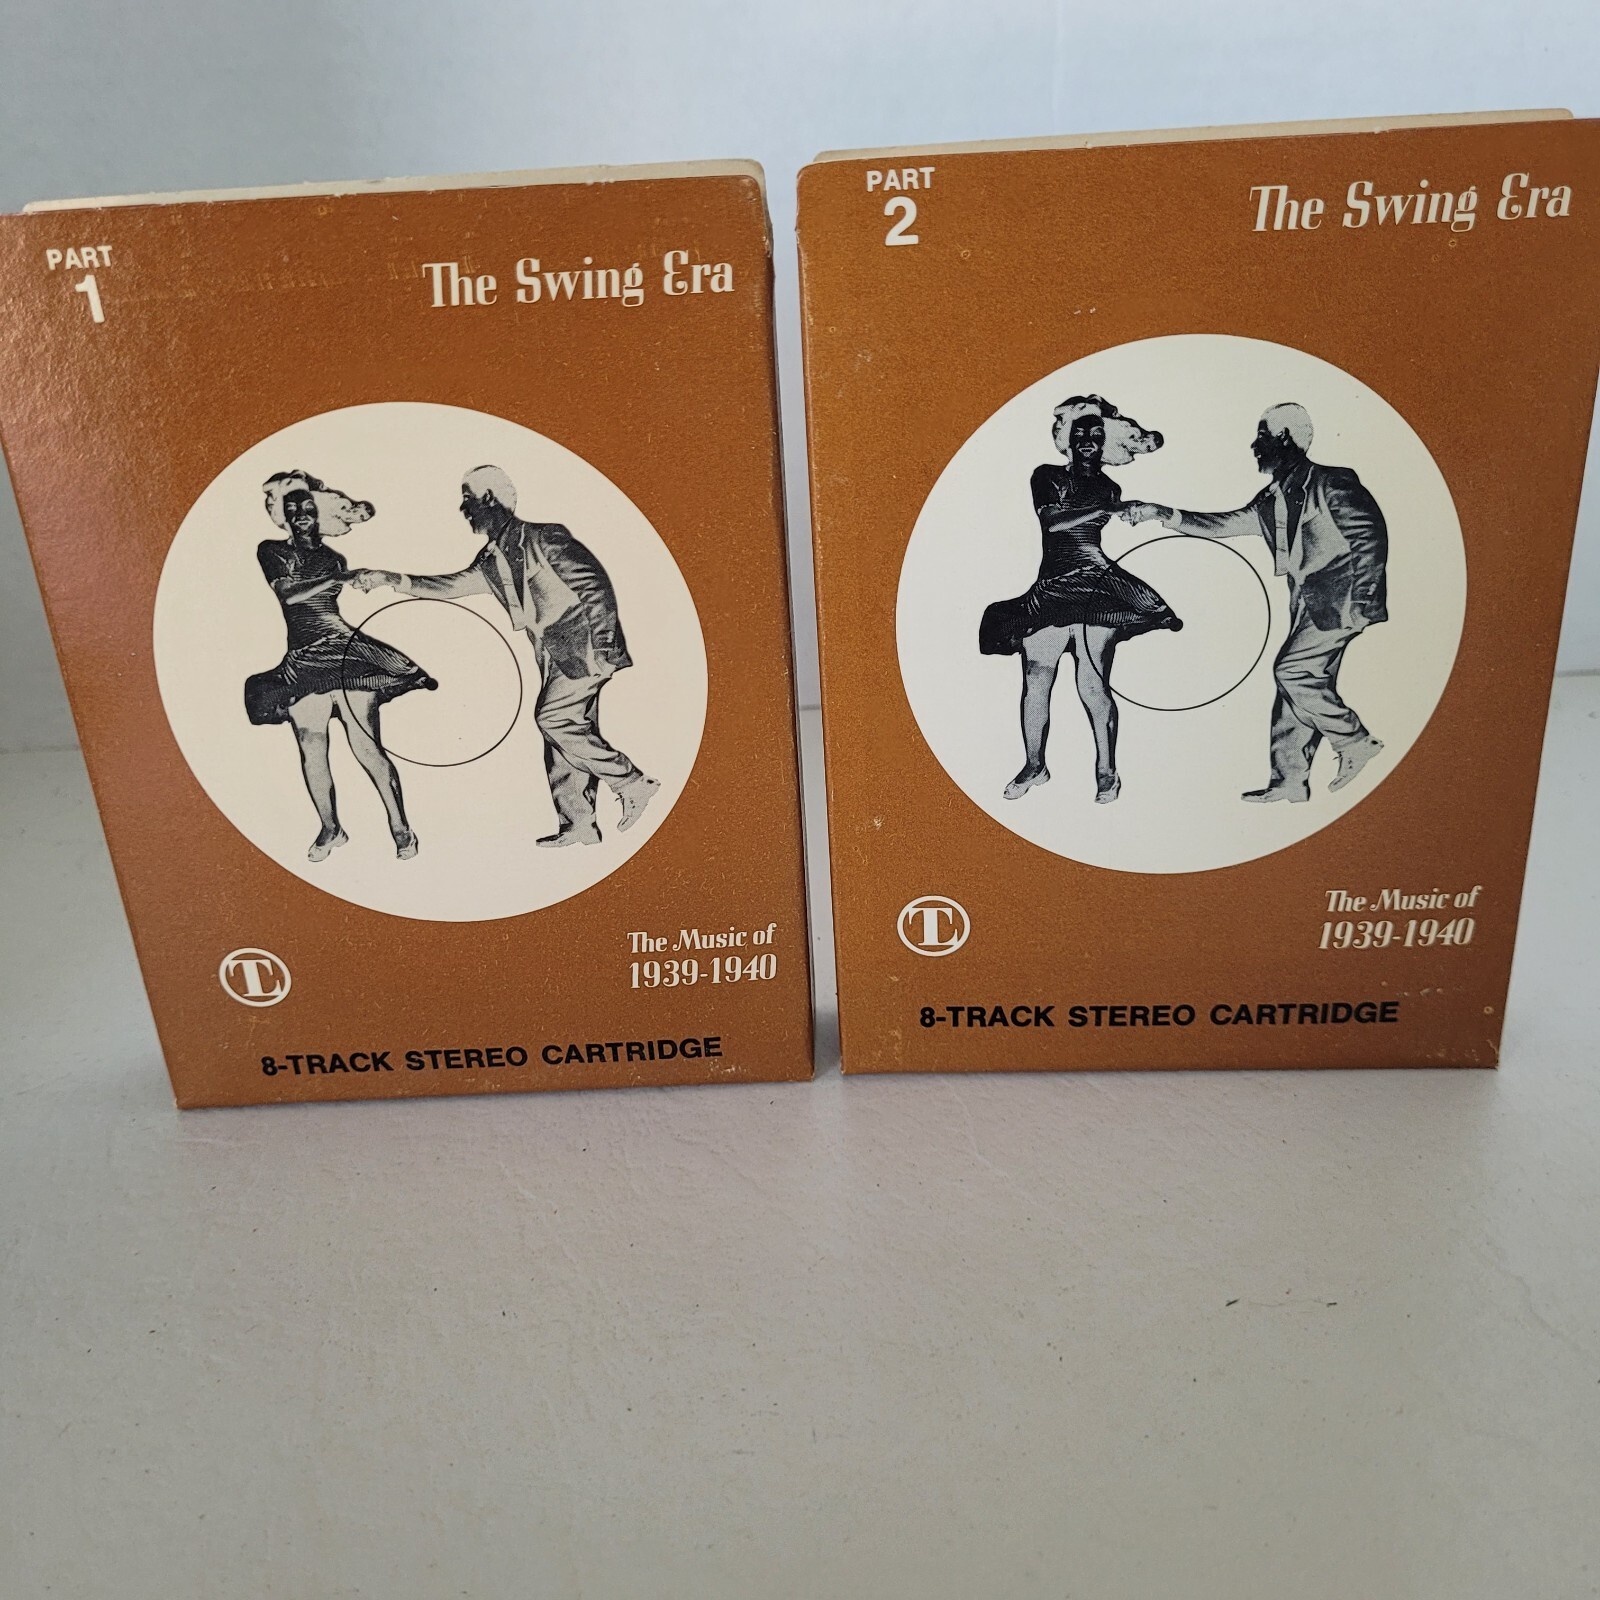 PART
1
The Swing Era
TL
The Music of
1939-1940
8-TRACK STEREO CARTRIDGE
PART
2
The Swing Era
TL
The Music of
1939-1940
8-TRACK STEREO CARTRIDGE